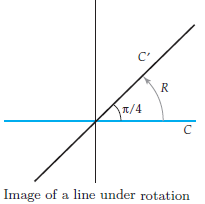 C′
R
π/4
C
Image of a line under rotation